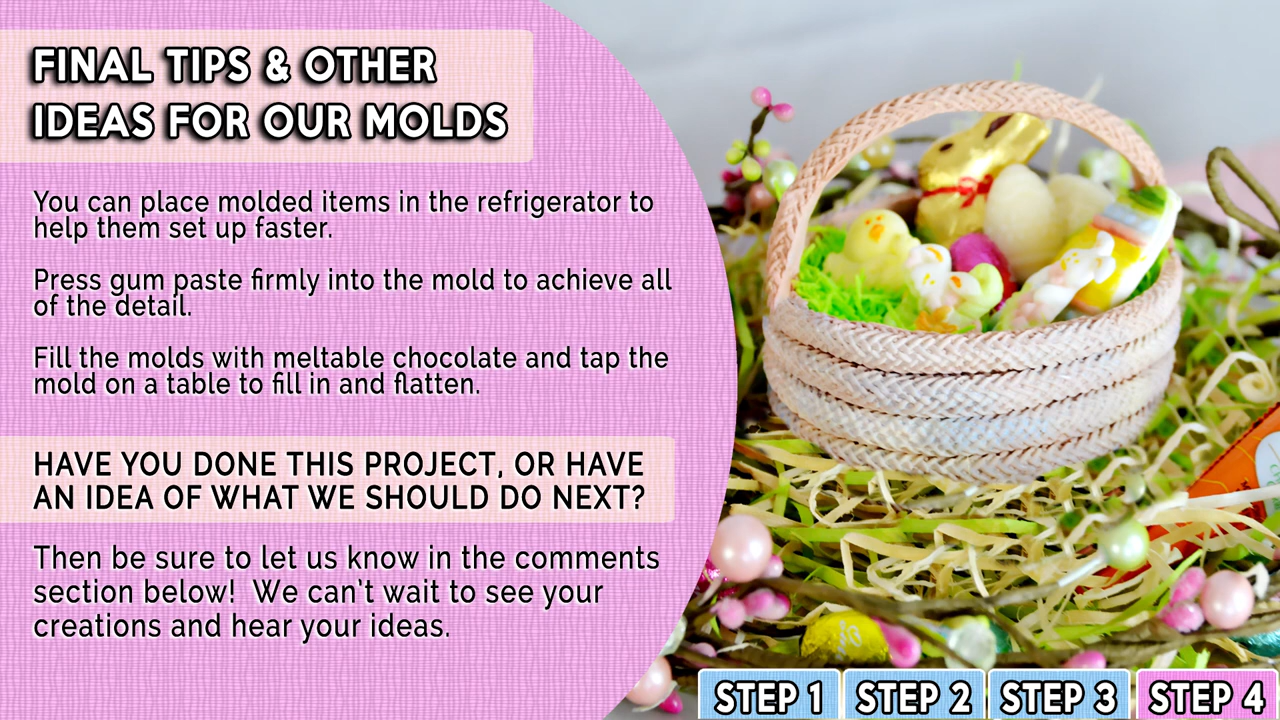 FINAL TIPS & OTHER
IDEAS FOR OUR MOLDS
You can place molded items in the refrigerator to
help them set up faster.
Press gum paste firmly into the mold to achieve all
of the detail.
Fill the molds with meltable chocolate and tap the
mold on a table to fill in and flatten.
HAVE YOU DONE THIS PROJECT, OR HAVE
AN IDEA OF WHAT WE SHOULD DO NEXT?
Then be sure to let us know in the comments
section below! We can't wait to see your
creations and hear your ideas.
STEP 1 STEP 2 STEP 3 STEP 4